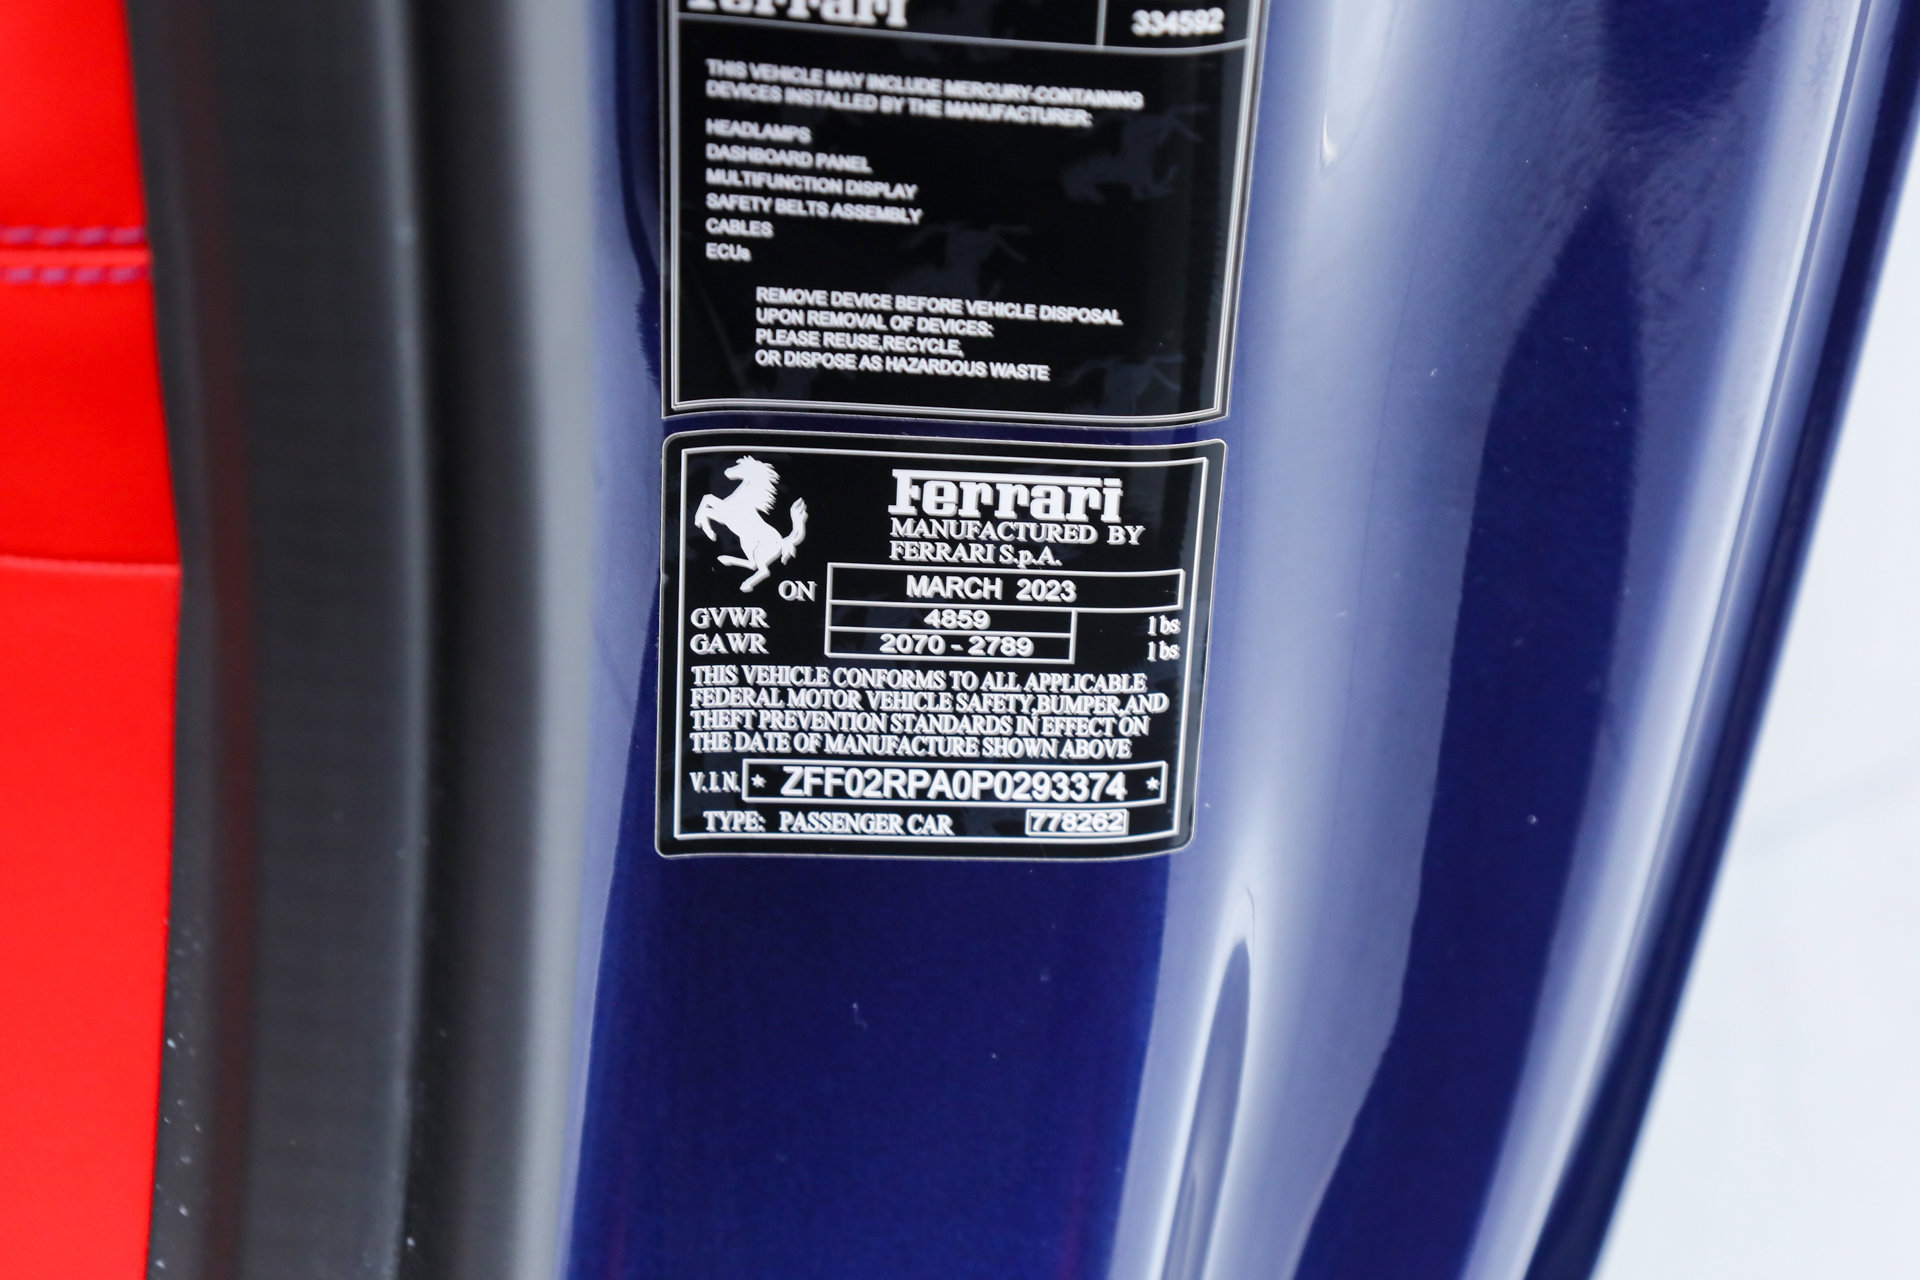 Ferrari 334592
THIS VEHICLE MAY INCLUDE MERCURY-CONTAINING
DEVICES INSTALLED BY THE MANUFACTURER:
HEADLAMPS
DASHBOARD PANEL
MULTIFUNCTION DISPLAY
SAFETY BELTS ASSEMBLY
CABLES
ECUs
REMOVE DEVICE BEFORE VEHICLE DISPOSAL
UPON REMOVAL OF DEVICES:
PLEASE REUSE,RECYCLE,
OR DISPOSE AS HAZARDOUS WASTE
Ferrari
MANUFACTURED BY
FERRARI S.p.A.
ON MARCH 2023
GVWR 4859 lbs
GAWR 2070 - 2789 lbs
THIS VEHICLE CONFORMS TO ALL APPLICABLE
FEDERAL MOTOR VEHICLE SAFETY,BUMPER,AND
THEFT PREVENTION STANDARDS IN EFFECT ON
THE DATE OF MANUFACTURE SHOWN ABOVE
V.I.N. * ZFF02RPA0P0293374 *
TYPE: PASSENGER CAR 778262